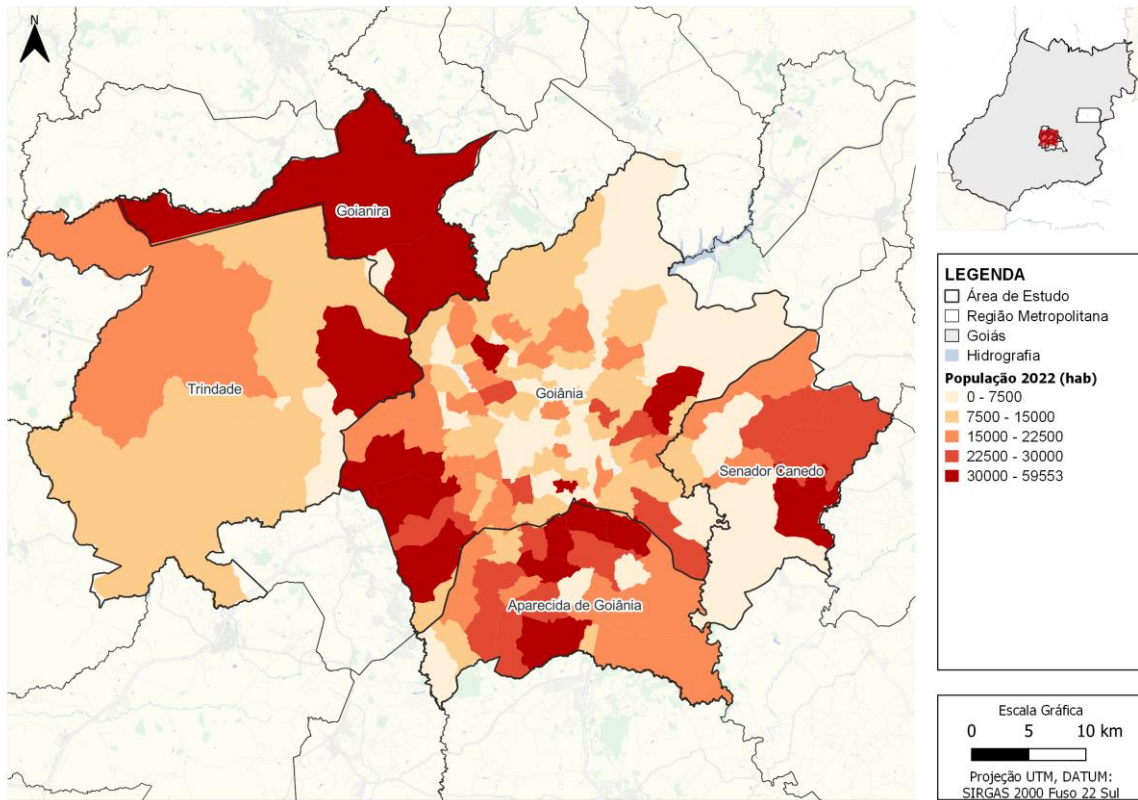 N
Goianira
Trindade
Goiânia
Senador Canedo
Aparecida de Goiânia
LEGENDA
Área de Estudo
Região Metropolitana
Goiás
Hidrografia
População 2022 (hab)
0 - 7500
7500 - 15000
15000 - 22500
22500 - 30000
30000 - 59553
Escala Gráfica
0 5 10 km
Projeção UTM, DATUM:
SIRGAS 2000 Fuso 22 Sul